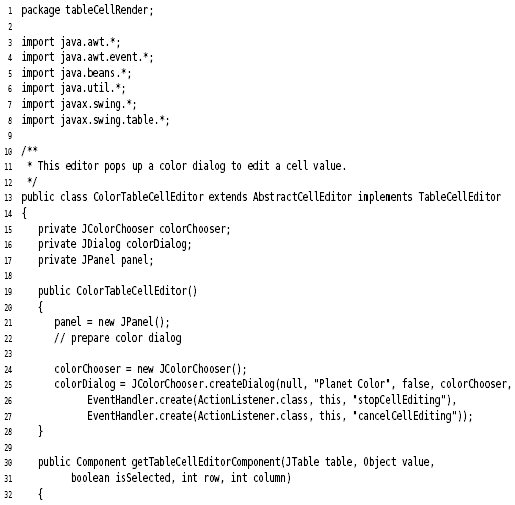 1 package tableCellRender;
2
3 import java.awt.*;
4 import java.awt.event.*;
5 import java.beans.*;
6 import java.util.*;
7 import javax.swing.*;
8 import javax.swing.table.*;
9
10 /**
11  * This editor pops up a color dialog to edit a cell value.
12  */
13 public class ColorTableCellEditor extends AbstractCellEditor implements TableCellEditor
14 {
15    private JColorChooser colorChooser;
16    private JDialog colorDialog;
17    private JPanel panel;
18
19    public ColorTableCellEditor()
20    {
21       panel = new JPanel();
22       // prepare color dialog
23
24       colorChooser = new JColorChooser();
25       colorDialog = JColorChooser.createDialog(null, "Planet Color", false, colorChooser,
26             EventHandler.create(ActionListener.class, this, "stopCellEditing"),
27             EventHandler.create(ActionListener.class, this, "cancelCellEditing"));
28    }
29
30    public Component getTableCellEditorComponent(JTable table, Object value,
31          boolean isSelected, int row, int column)
32    {